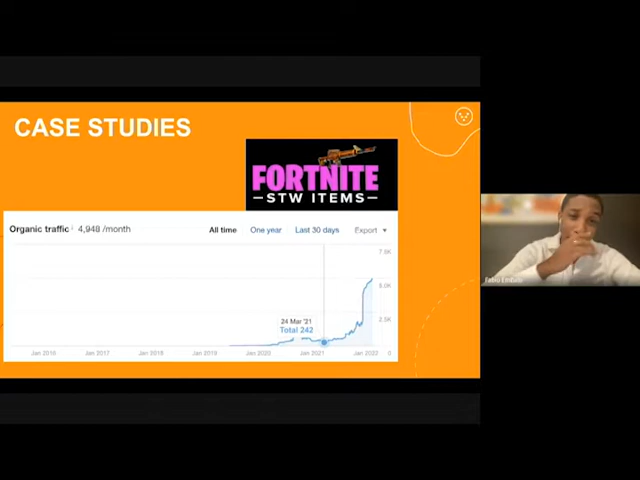 CASE STUDIES
FORTNITE
STW ITEMS
Organic traffic 4,948 /month
All time One year Last 30 days Export
7.5K
5.0K
24 Mar '21
Total 242
2.5K
Jan 2016 Jan 2017 Jan 2018 Jan 2019 Jan 2020 Jan 2021 Jan 2022 0
Fabio